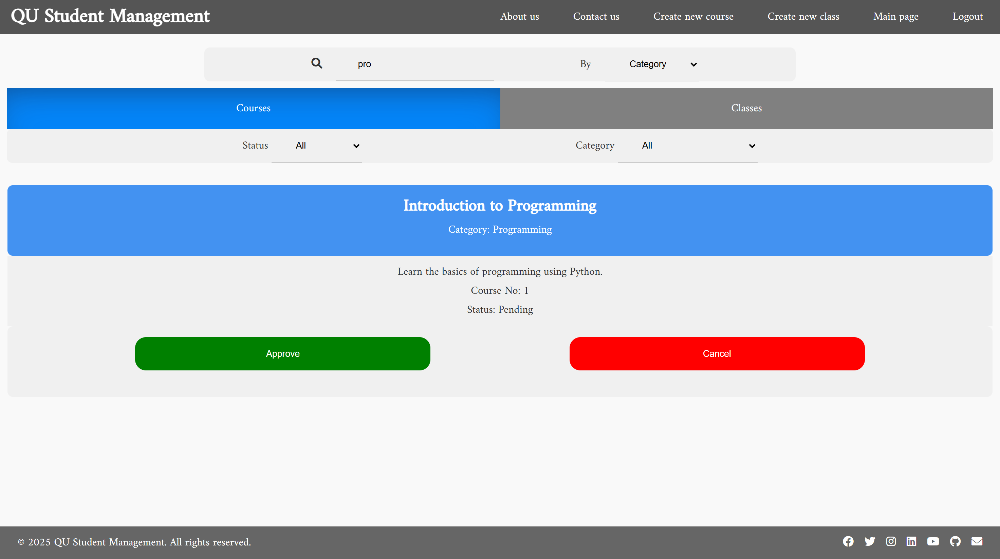 QU Student Management
About us
Contact us
Create new course
Create new class
Main page
Logout
pro
By
Category
Courses
Classes
Status
All
Category
All
Introduction to Programming
Category: Programming
Learn the basics of programming using Python.
Course No: 1
Status: Pending
Approve
Cancel
© 2025 QU Student Management. All rights reserved.